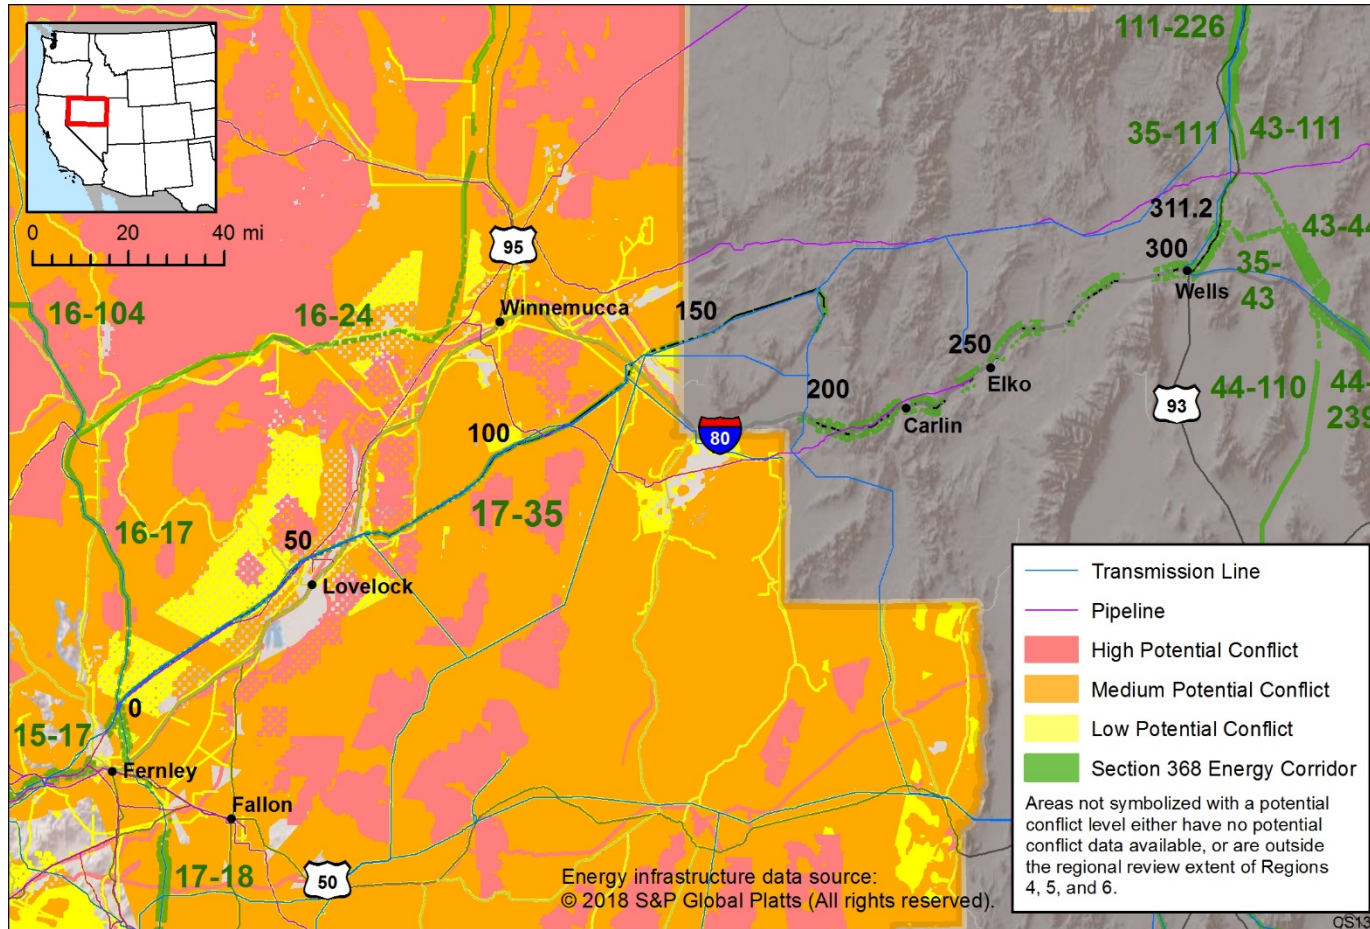 111-226
35-111
43-111
0
20
40 mi
95
311.2
43-44
16-104
16-24
Winnemucca
150
300
35-
43
Wells
250
Elko
200
Carlin
44-110
44-
93
100
80
17-35
16-17
50
Lovelock
0
15-17
Fernley
Fallon
17-18
50
Energy infrastructure data source:
© 2018 S&P Global Platts (All rights reserved).
Transmission Line
Pipeline
High Potential Conflict
Medium Potential Conflict
Low Potential Conflict
Section 368 Energy Corridor
Areas not symbolized with a potential
conflict level either have no potential
conflict data available, or are outside
the regional review extent of Regions
4, 5, and 6.